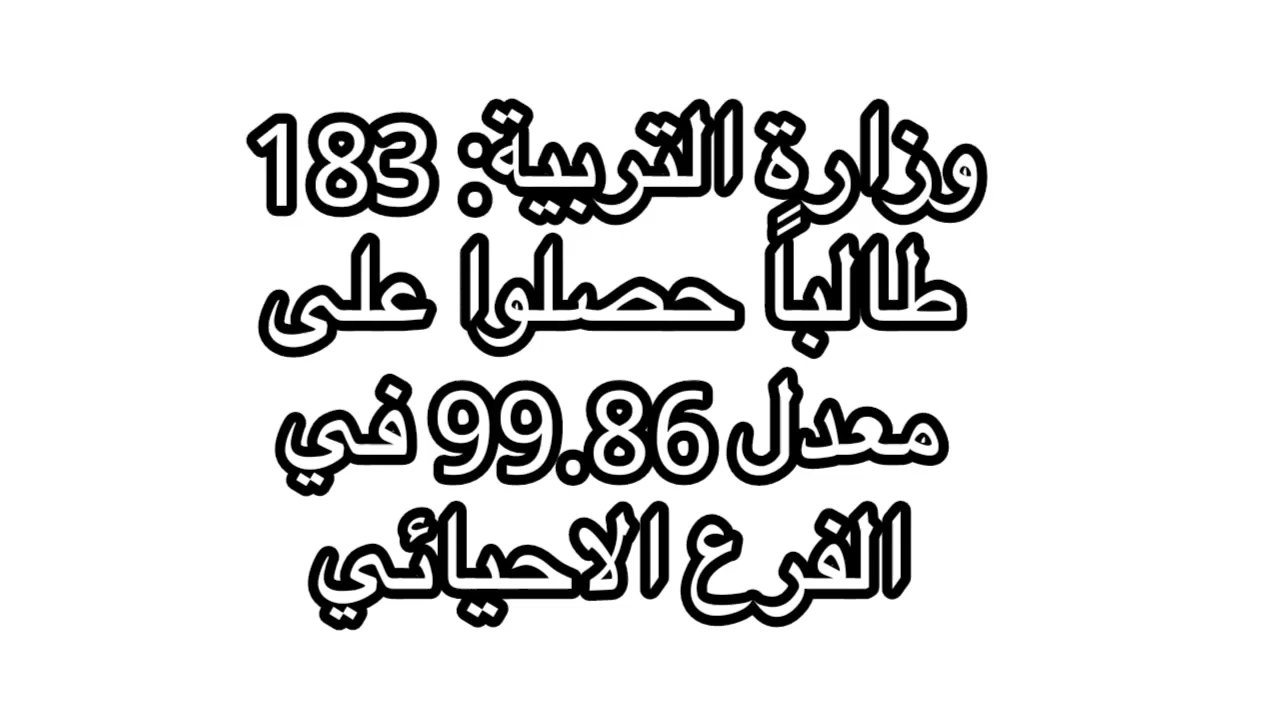 وزارة التربية: 183
طالباً حصلوا على
معدل 99.86 في
الفرع الاحيائي